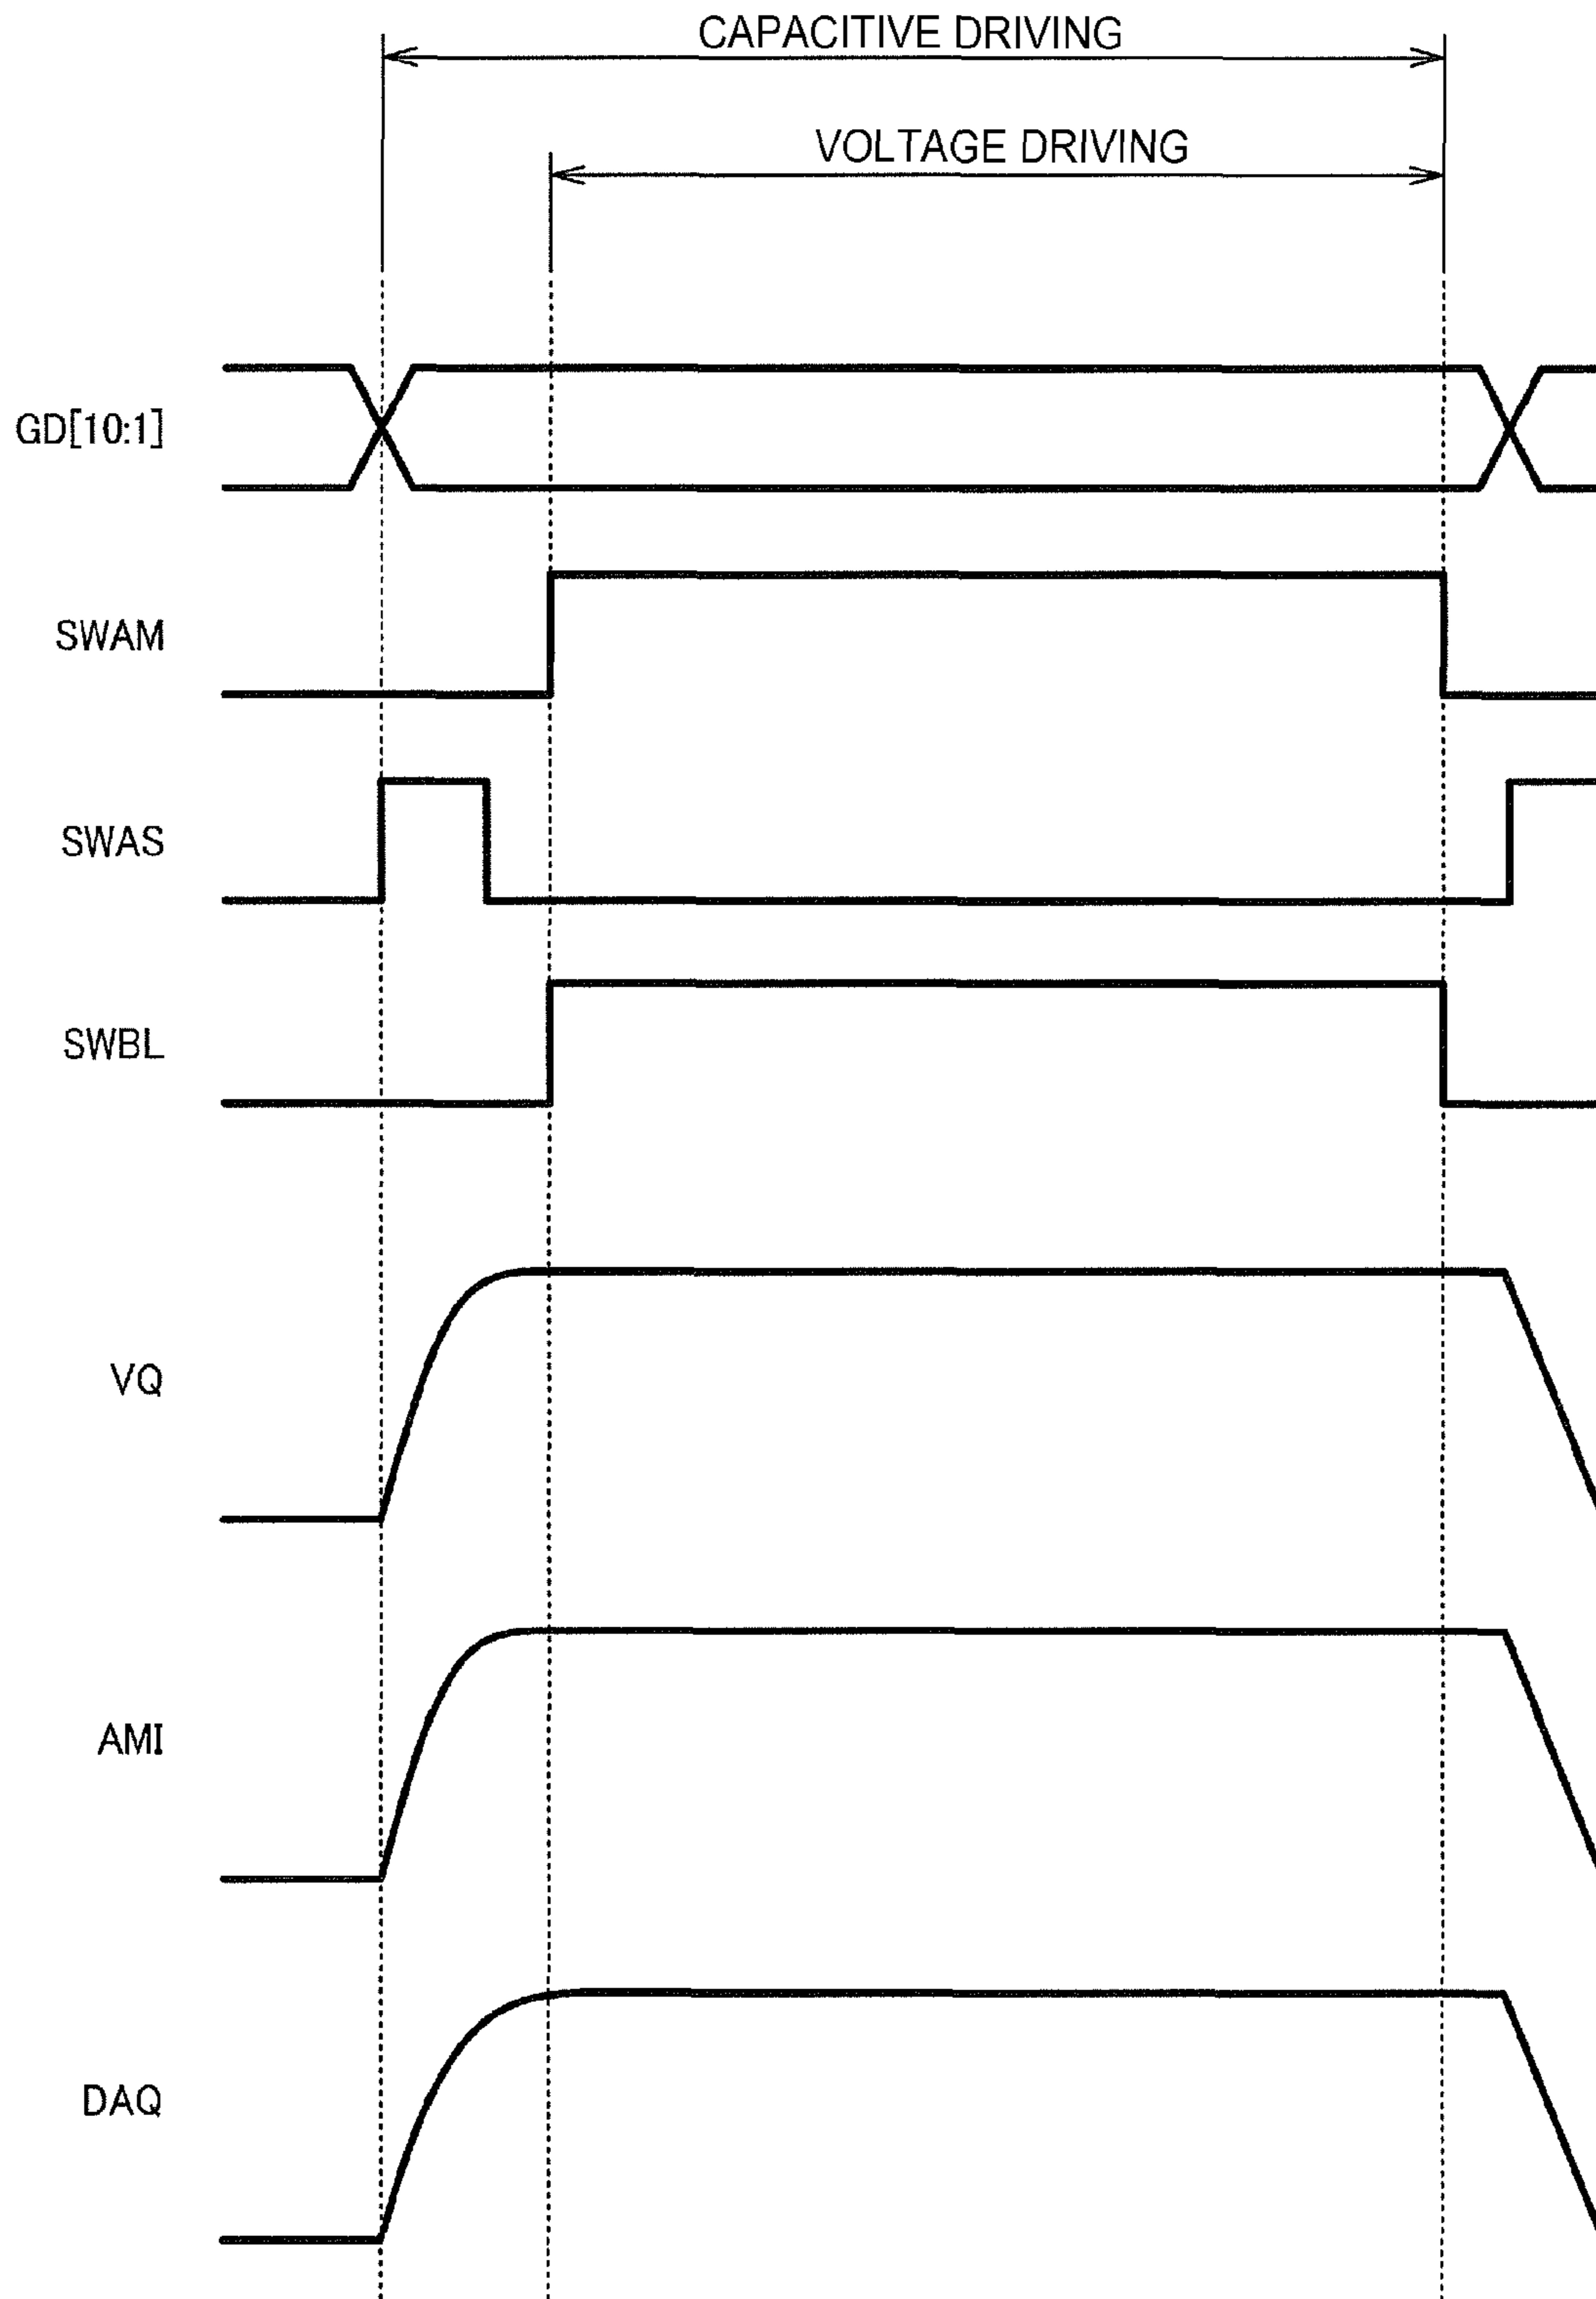 CAPACITIVE DRIVING
VOLTAGE DRIVING
GD[10:1]
SWAM
SWAS
SWBL
VQ
AMI
DAQ